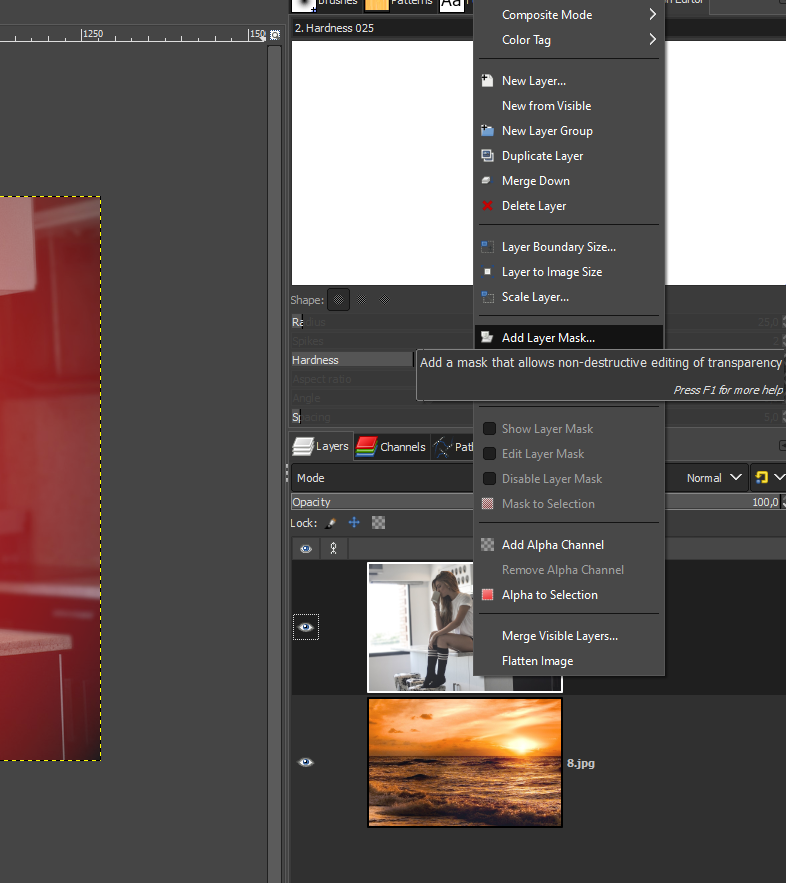 Brushes
Patterns
Aa
Editor
1250
150
2. Hardness 025
Composite Mode
Color Tag
New Layer...
New from Visible
New Layer Group
Duplicate Layer
Merge Down
Delete Layer
Layer Boundary Size...
Layer to Image Size
Scale Layer...
Add Layer Mask...
Add a mask that allows non-destructive editing of transparency
Press F1 for more help
Show Layer Mask
Edit Layer Mask
Disable Layer Mask
Mask to Selection
Add Alpha Channel
Remove Alpha Channel
Alpha to Selection
Merge Visible Layers...
Flatten Image
Shape:
Radius
25,0
Spikes
2
Hardness
Aspect ratio
Angle
Spacing
5,0
Layers
Channels
Pat
Mode
Normal
Opacity
100,0
Lock:
8.jpg